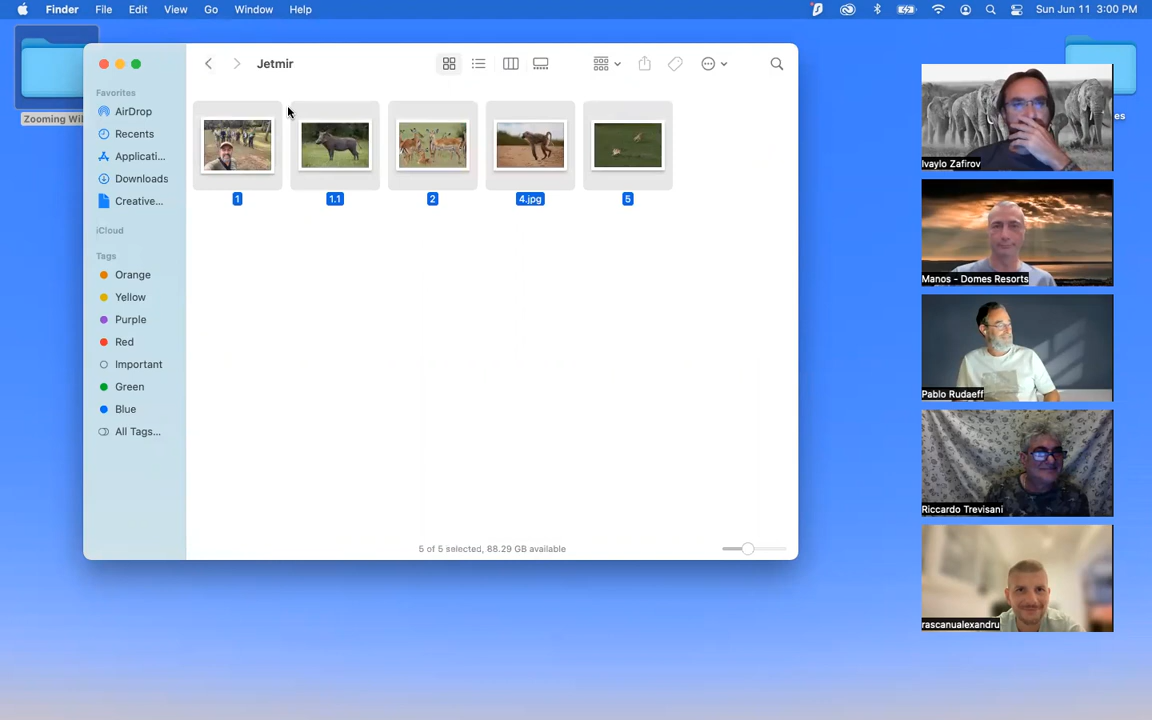 Finder File Edit View Go Window Help
Sun Jun 11 3:00 PM
Zooming Wil
Jetmir
Favorites
AirDrop
Recents
Applicati...
Downloads
Creative...
iCloud
Tags
Orange
Yellow
Purple
Red
Important
Green
Blue
All Tags...
1
1.1
2
4.jpg
5
5 of 5 selected, 88.29 GB available
es
Ivaylo Zafirov
Manos - Domes Resorts
Pablo Rudaeff
Riccardo Trevisani
rascanualexandru